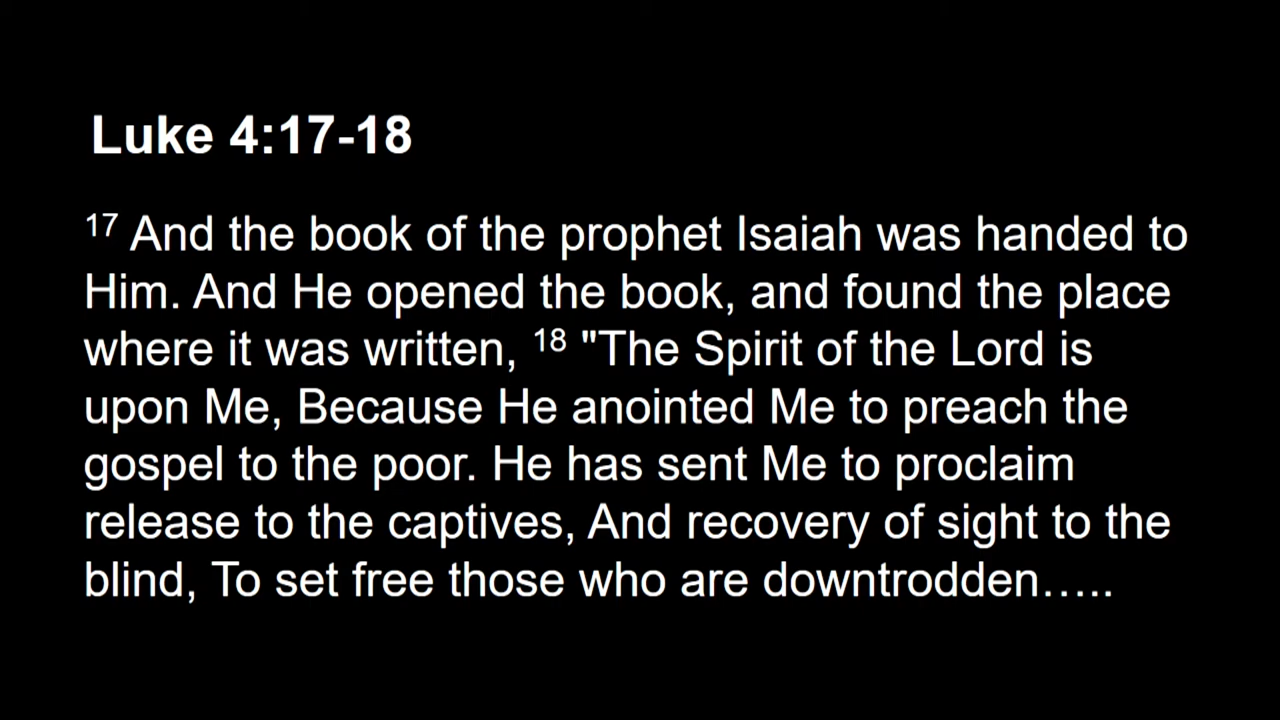 Luke 4:17-18
17 And the book of the prophet Isaiah was handed to
Him. And He opened the book, and found the place
where it was written, 18 "The Spirit of the Lord is
upon Me, Because He anointed Me to preach the
gospel to the poor. He has sent Me to proclaim
release to the captives, And recovery of sight to the
blind, To set free those who are downtrodden…..